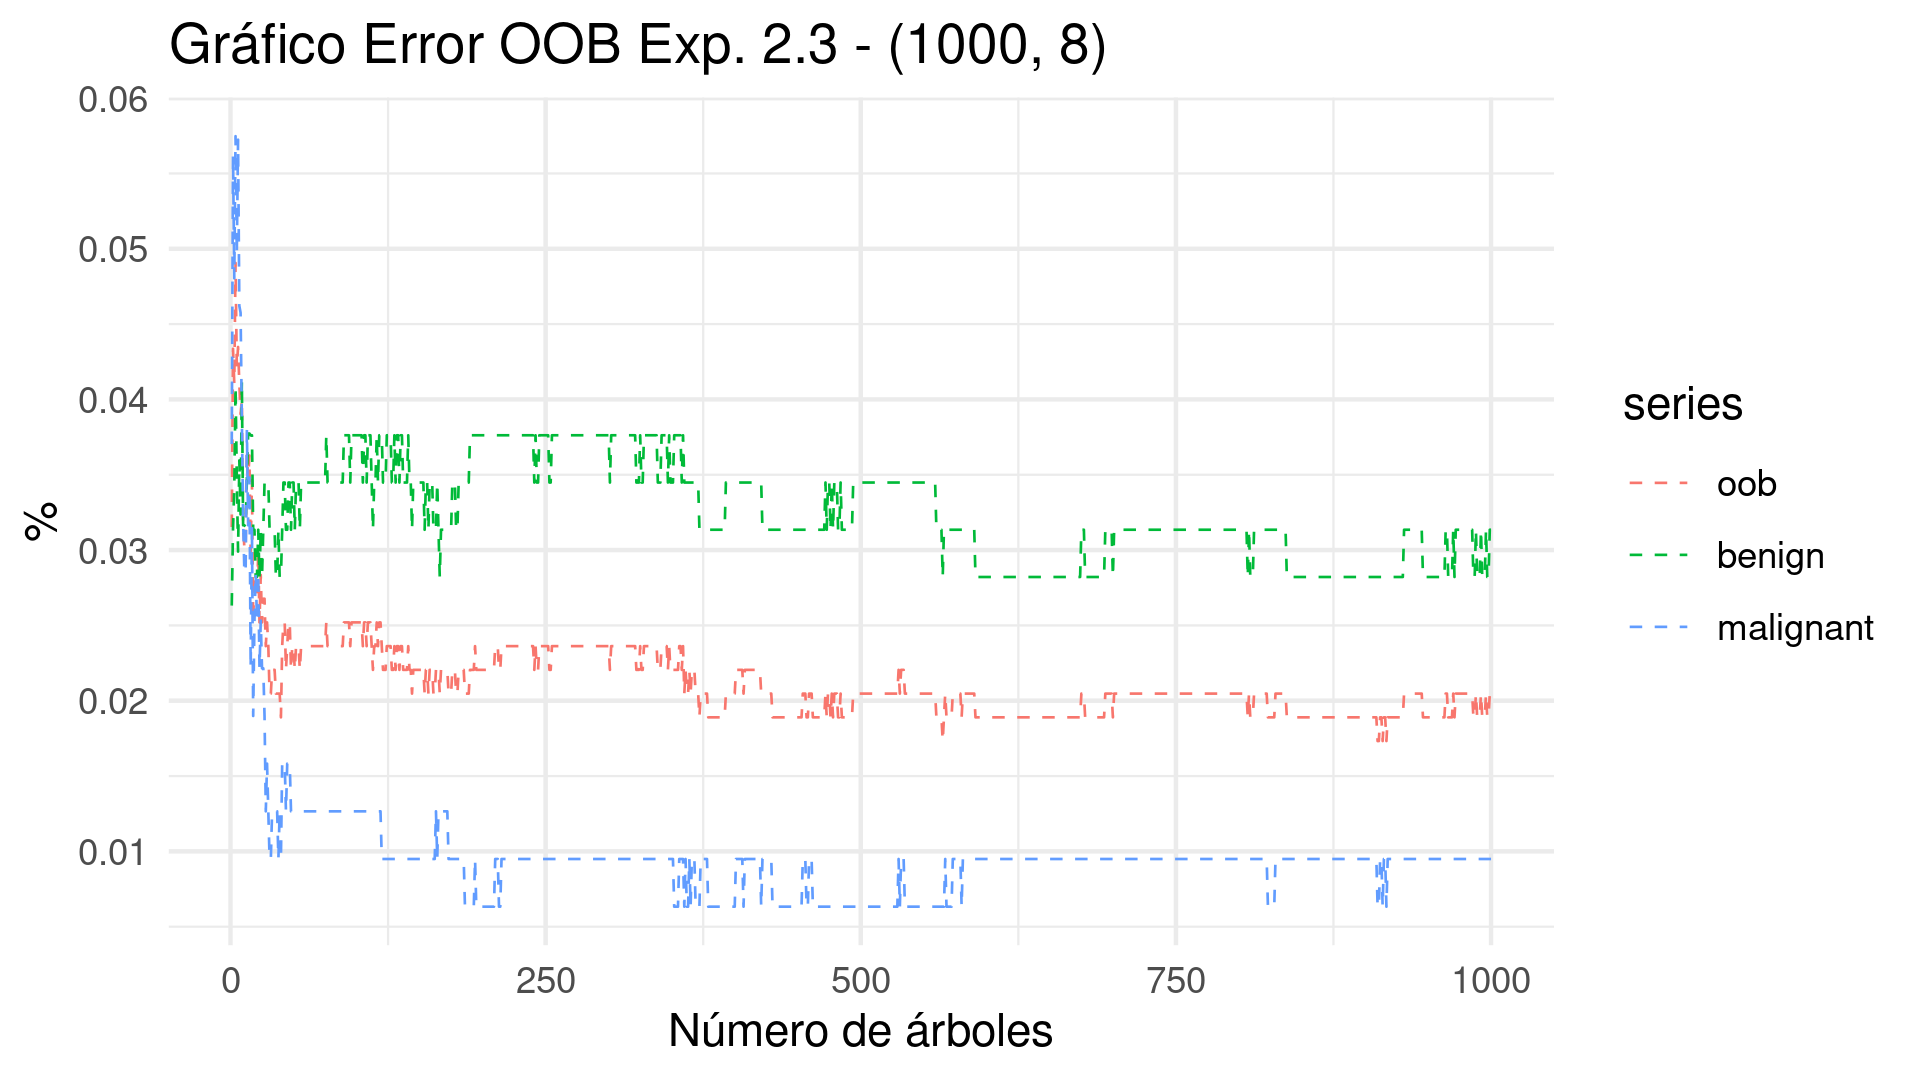 Gráfico Error OOB Exp. 2.3 - (1000, 8)
0.06
0.05
0.04
0.03
0.02
0.01
%
0 250 500 750 1000
Número de árboles
series
oob
benign
malignant